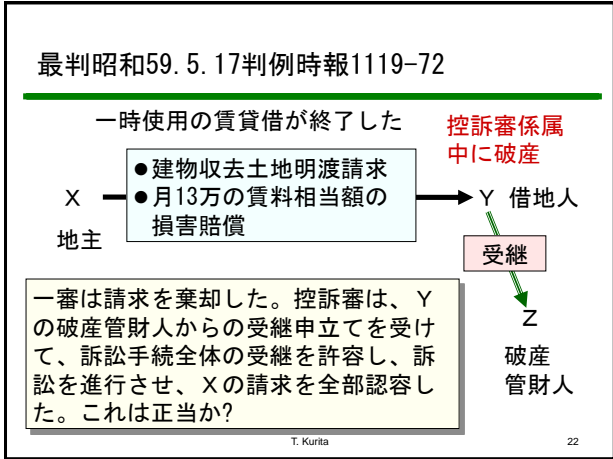 最判昭和59.5.17判例時報1119-72
一時使用の賃貸借が終了した
控訴審係属
中に破産
●建物収去土地明渡請求
●月13万の賃料相当額の
損害賠償
X
地主
Y 借地人
受継
Z
破産
管財人
一審は請求を棄却した。控訴審は、Y
の破産管財人からの受継申立てを受け
て、訴訟手続全体の受継を許容し、訴
訟を進行させ、Xの請求を全部認容し
た。これは正当か?
T. Kurita
22